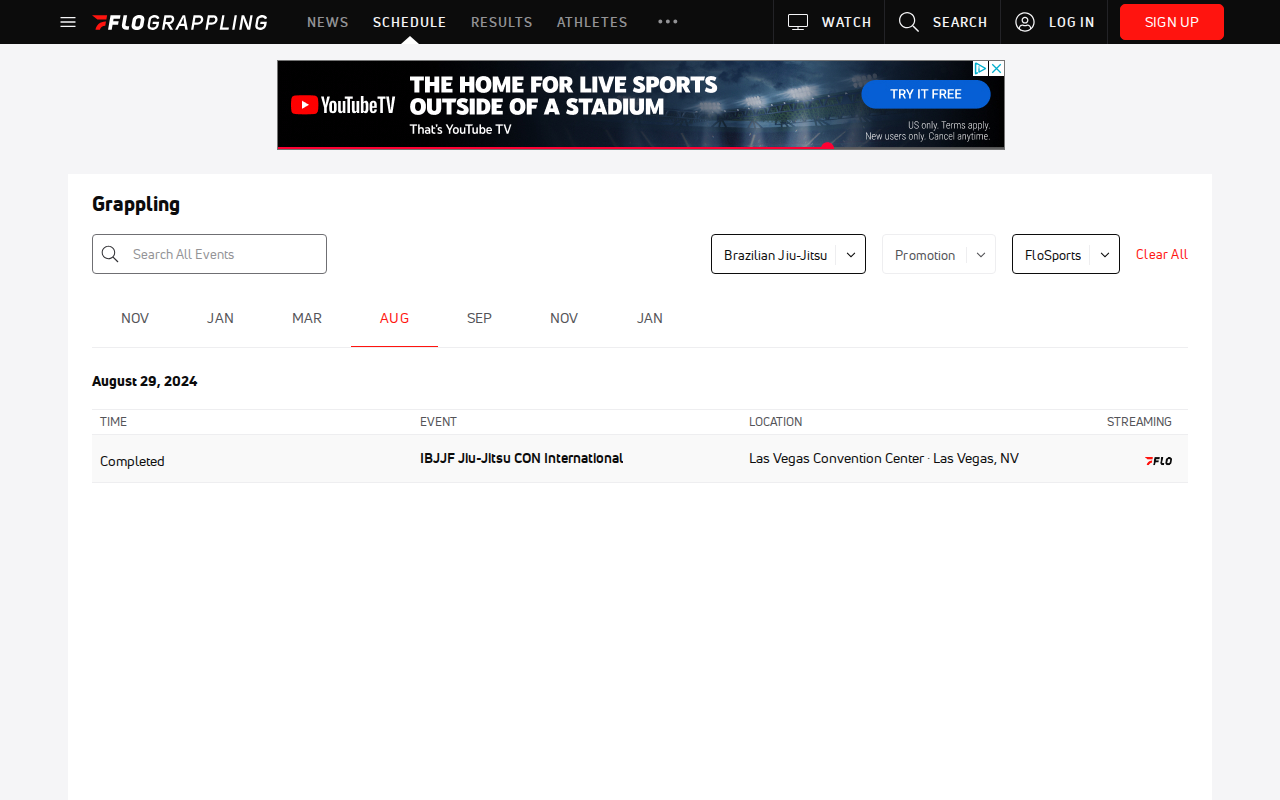 FLOGRAPPLING NEWS SCHEDULE RESULTS ATHLETES WATCH SEARCH LOG IN SIGN UP
YouTubeTV
THE HOME FOR LIVE SPORTS
OUTSIDE OF A STADIUM
That's YouTube TV
TRY IT FREE
US only. Terms apply.
New users only. Cancel anytime.
Grappling
Search All Events
Brazilian Jiu-Jitsu Promotion FloSports Clear All
NOV JAN MAR AUG SEP NOV JAN
August 29, 2024
TIME EVENT LOCATION STREAMING
Completed IBJJF Jiu-Jitsu CON International Las Vegas Convention Center · Las Vegas, NV FLO